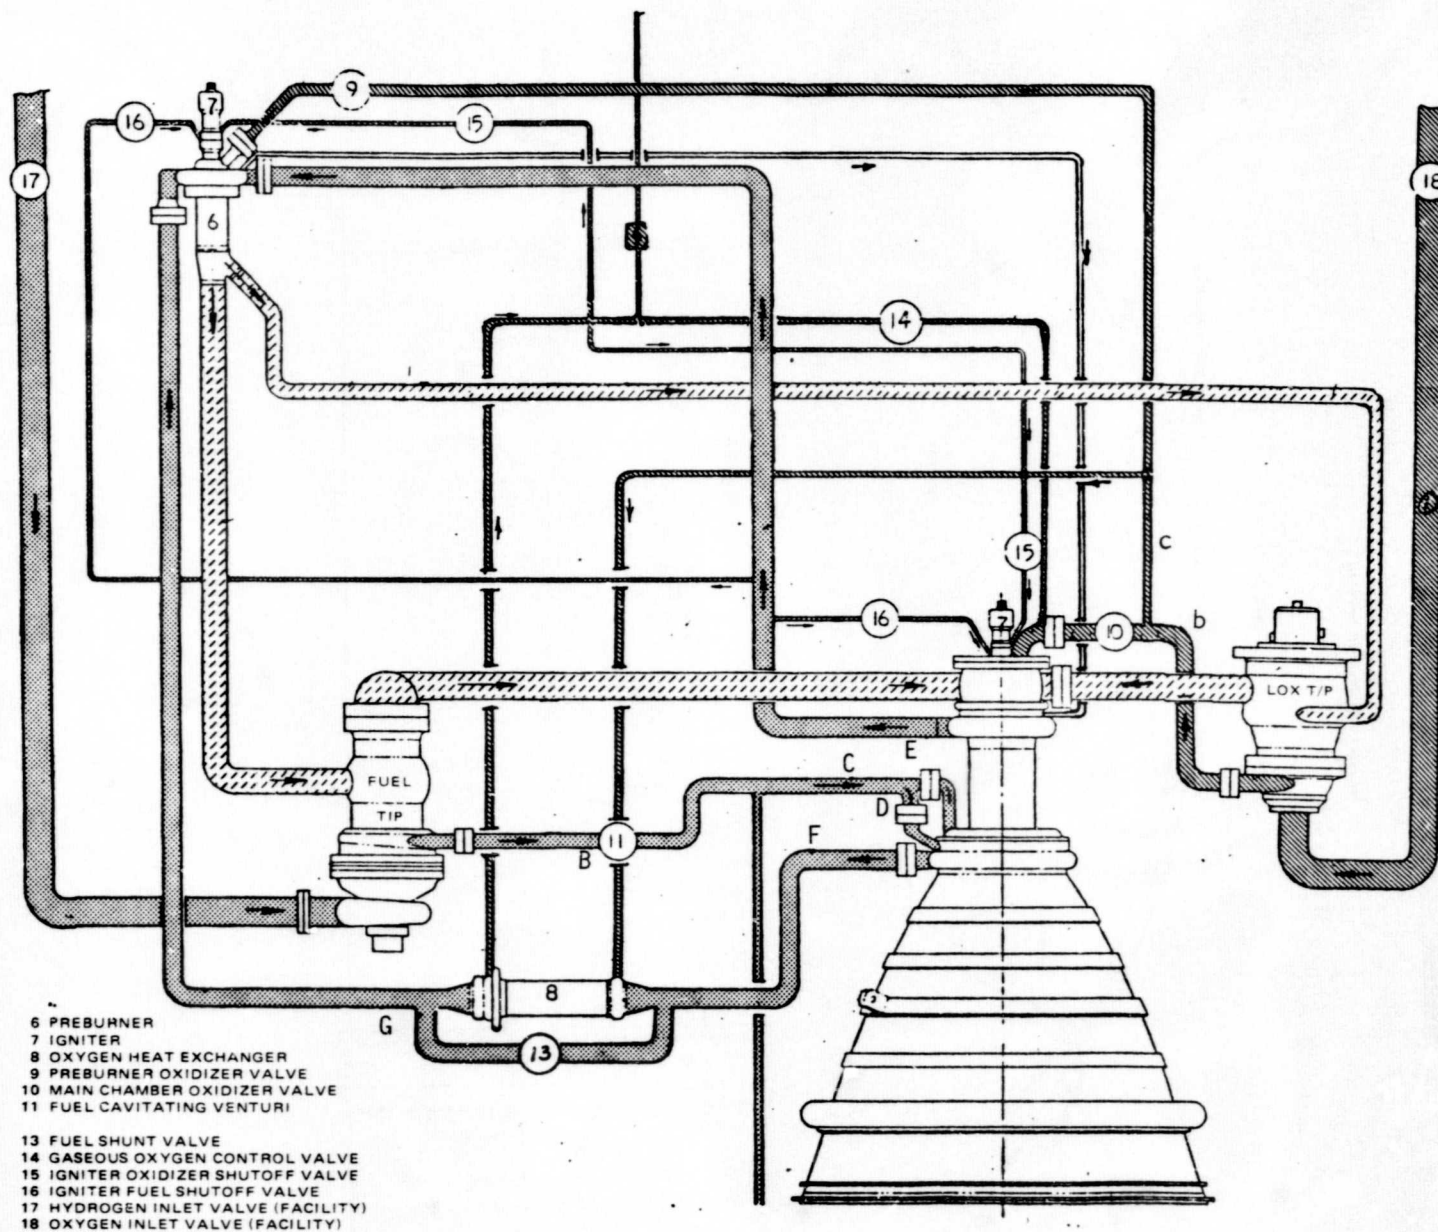 9
7
16
15
17
18
6
14
c
15
16
7
10
b
LOX T/P
E
C
FUEL
T/P
D
11
B
F
8
G
13
6 PREBURNER
7 IGNITER
8 OXYGEN HEAT EXCHANGER
9 PREBURNER OXIDIZER VALVE
10 MAIN CHAMBER OXIDIZER VALVE
11 FUEL CAVITATING VENTURI
13 FUEL SHUNT VALVE
14 GASEOUS OXYGEN CONTROL VALVE
15 IGNITER OXIDIZER SHUTOFF VALVE
16 IGNITER FUEL SHUTOFF VALVE
17 HYDROGEN INLET VALVE (FACILITY)
18 OXYGEN INLET VALVE (FACILITY)